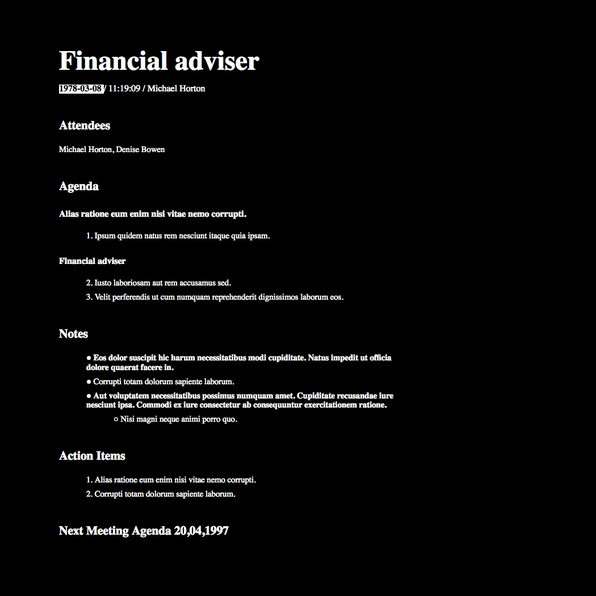 Financial adviser
1978-03-08 / 11:19:09 / Michael Horton
Attendees
Michael Horton, Denise Bowen
Agenda
Alias ratione eum enim nisi vitae nemo corrupti.
1. Ipsum quidem natus rem nesciunt itaque quia ipsam.
Financial adviser
2. Iusto laboriosam aut rem accusamus sed.
3. Velit perferendis ut cum numquam reprehenderit dignissimos laborum eos.
Notes
● Eos dolor suscipit hic harum necessitatibus modi cupiditate. Natus impedit ut officia
dolore quaerat facere in.
● Corrupti totam dolorum sapiente laborum.
● Aut voluptatem necessitatibus possimus numquam amet. Cupiditate recusandae iure
nesciunt ipsa. Commodi ex iure consectetur ab consequuntur exercitationem ratione.
○ Nisi magni neque animi porro quo.
Action Items
1. Alias ratione eum enim nisi vitae nemo corrupti.
2. Corrupti totam dolorum sapiente laborum.
Next Meeting Agenda 20,04,1997